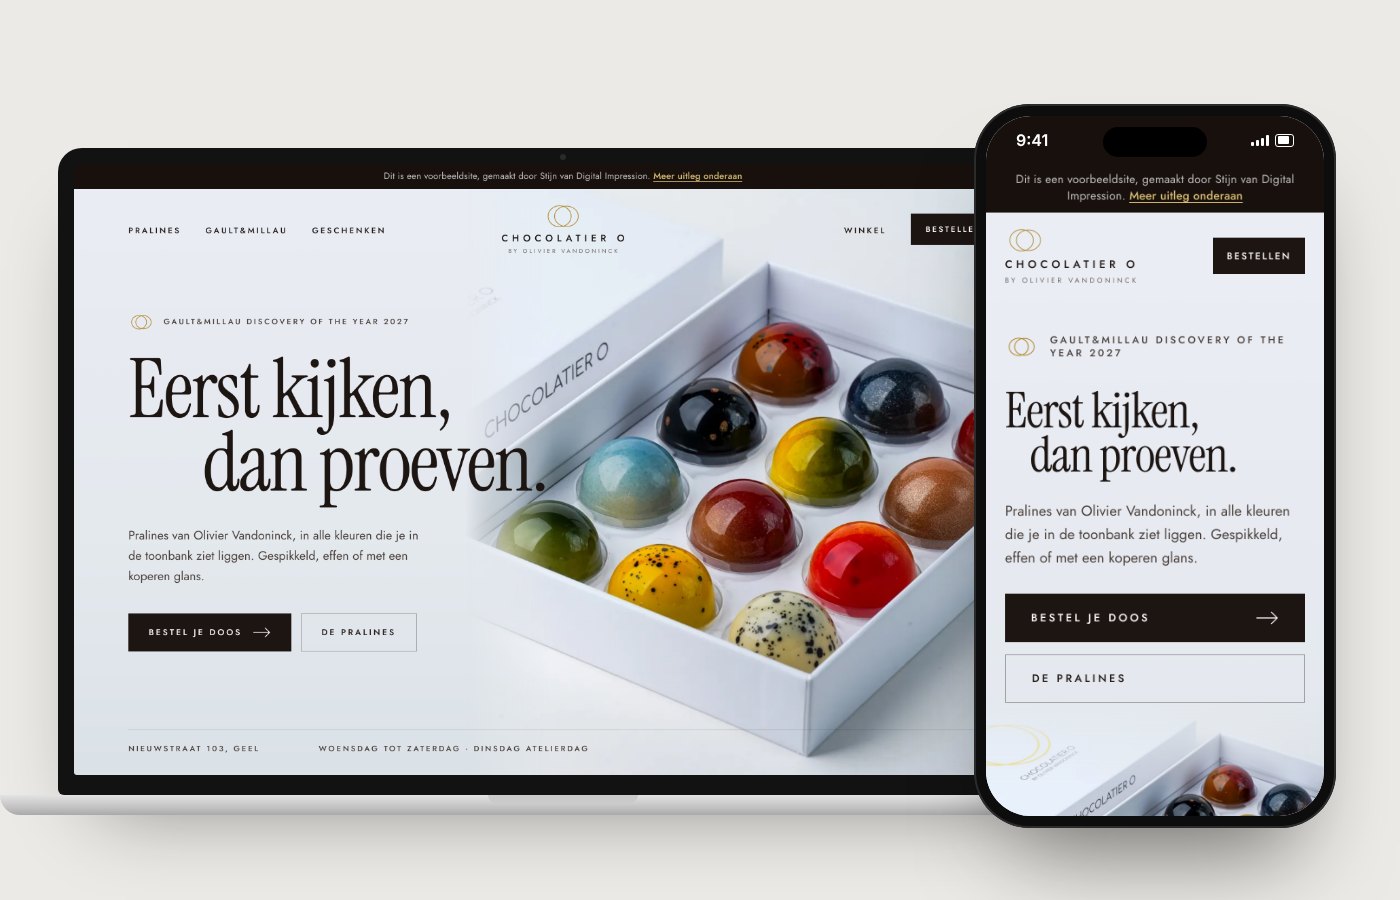 Dit is een voorbeeldsite, gemaakt door Stijn van Digital Impression. Meer uitleg onderaan
PRALINES GAULT&MILLAU GESCHENKEN
CHOCOLATIER O
BY OLIVIER VANDONINCK
WINKEL
GAULT&MILLAU DISCOVERY OF THE YEAR 2027
Eerst kijken,
dan proeven.
Pralines van Olivier Vandoninck, in alle kleuren die je in
de toonbank ziet liggen. Gespikkeld, effen of met een
koperen glans.
BESTEL JE DOOS
DE PRALINES
CHOCOLATIER O
NIEUWSTRAAT 103, GEEL
WOENSDAG TOT ZATERDAG · DINSDAG ATELIERDAG
9:41
Dit is een voorbeeldsite, gemaakt door Stijn van Digital
Impression. Meer uitleg onderaan
CHOCOLATIER O
BY OLIVIER VANDONINCK
BESTELLEN
GAULT&MILLAU DISCOVERY OF THE
YEAR 2027
Eerst kijken,
dan proeven.
Pralines van Olivier Vandoninck, in alle kleuren
die je in de toonbank ziet liggen. Gespikkeld,
effen of met een koperen glans.
BESTEL JE DOOS
DE PRALINES
CHOCOLATIER O
BY OLIVIER VANDONINCK
CHOCOLATIER O